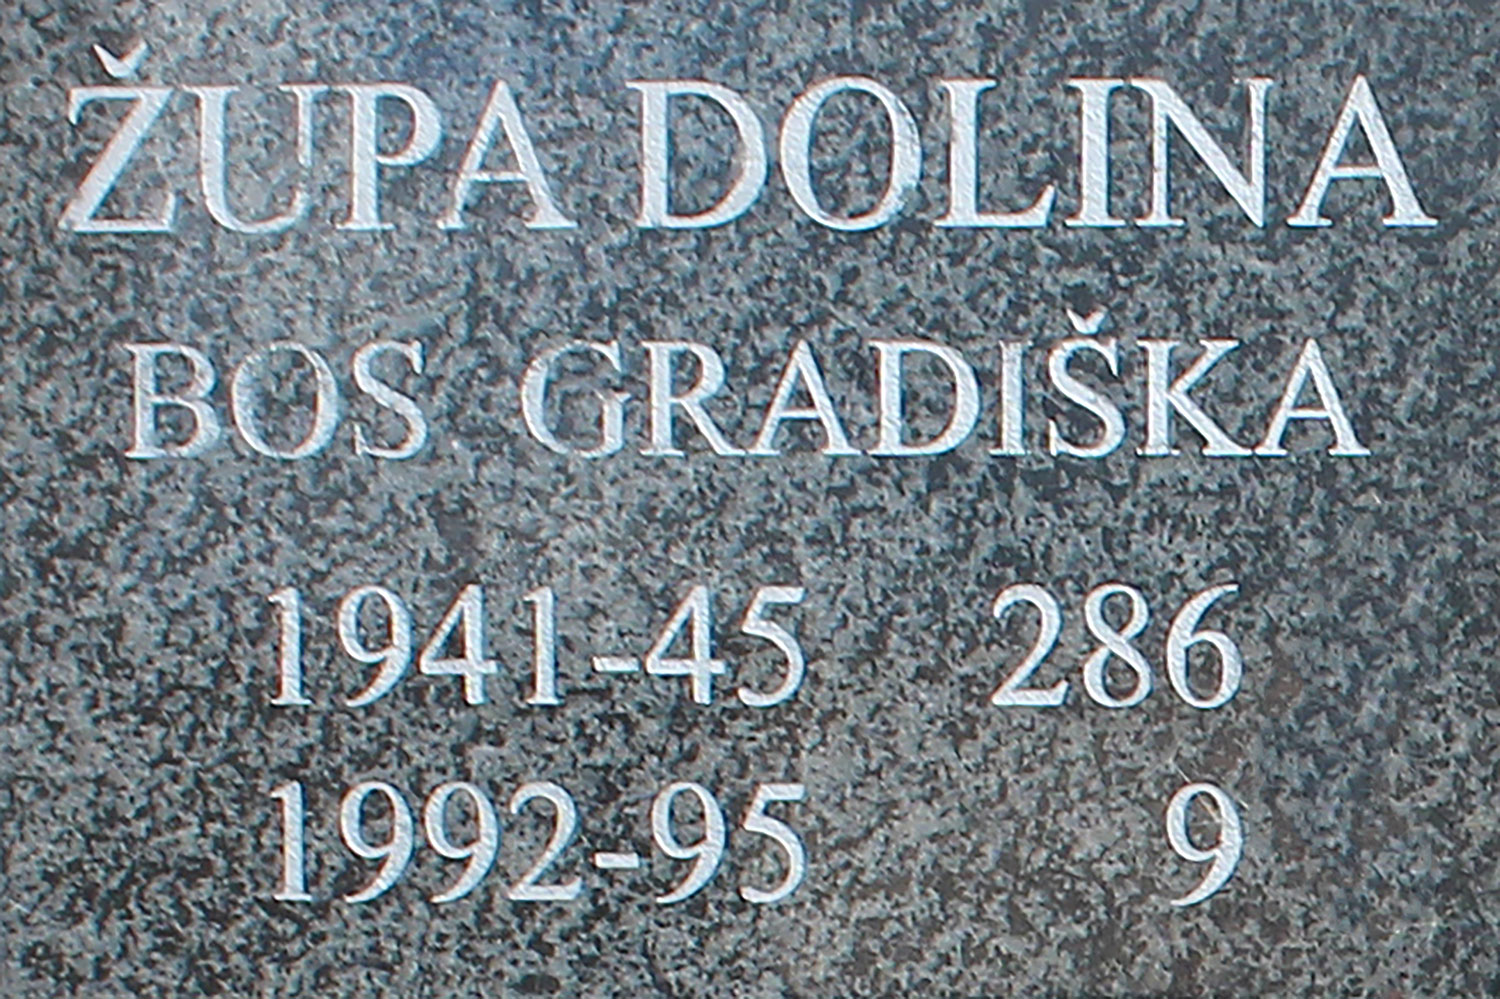 ŽUPA DOLINA
BOS GRADIŠKA
1941-45 286
1992-95 9